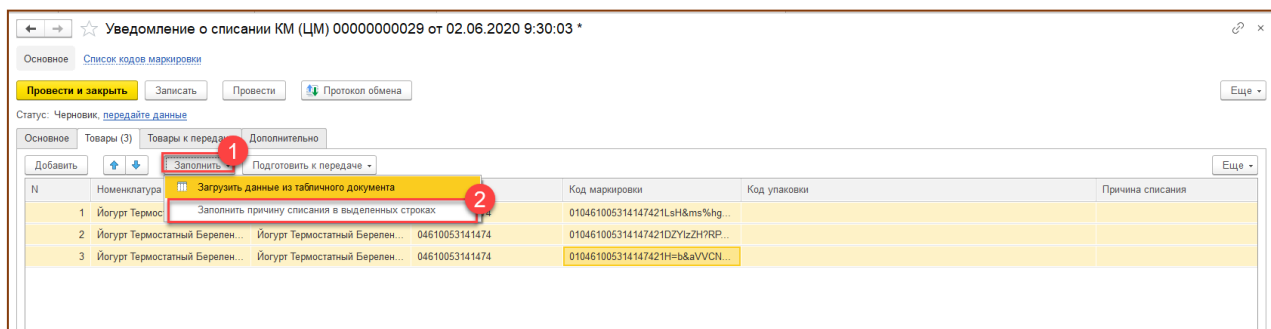 Уведомление о списании КМ (ЦМ) 00000000029 от 02.06.2020 9:30:03 *
Основное Список кодов маркировки
Провести и закрыть Записать Провести Протокол обмена Еще
Статус: Черновик, передайте данные
Основное Товары (3) Товары к переда Дополнительно
1
Добавить Заполнить Подготовить к передаче Еще
N Номенклатура Загрузить данные из табличного документа Код маркировки Код упаковки Причина списания
2
1 Йогурт Термос Заполнить причину списания в выделенных строках 4 010461005314147421LsH&ms%hg...
2 Йогурт Термостатный Берелен... Йогурт Термостатный Берелен... 04610053141474 010461005314147421DZYIzZH?RP...
3 Йогурт Термостатный Берелен... Йогурт Термостатный Берелен... 04610053141474 010461005314147421H=b&aVVCN...